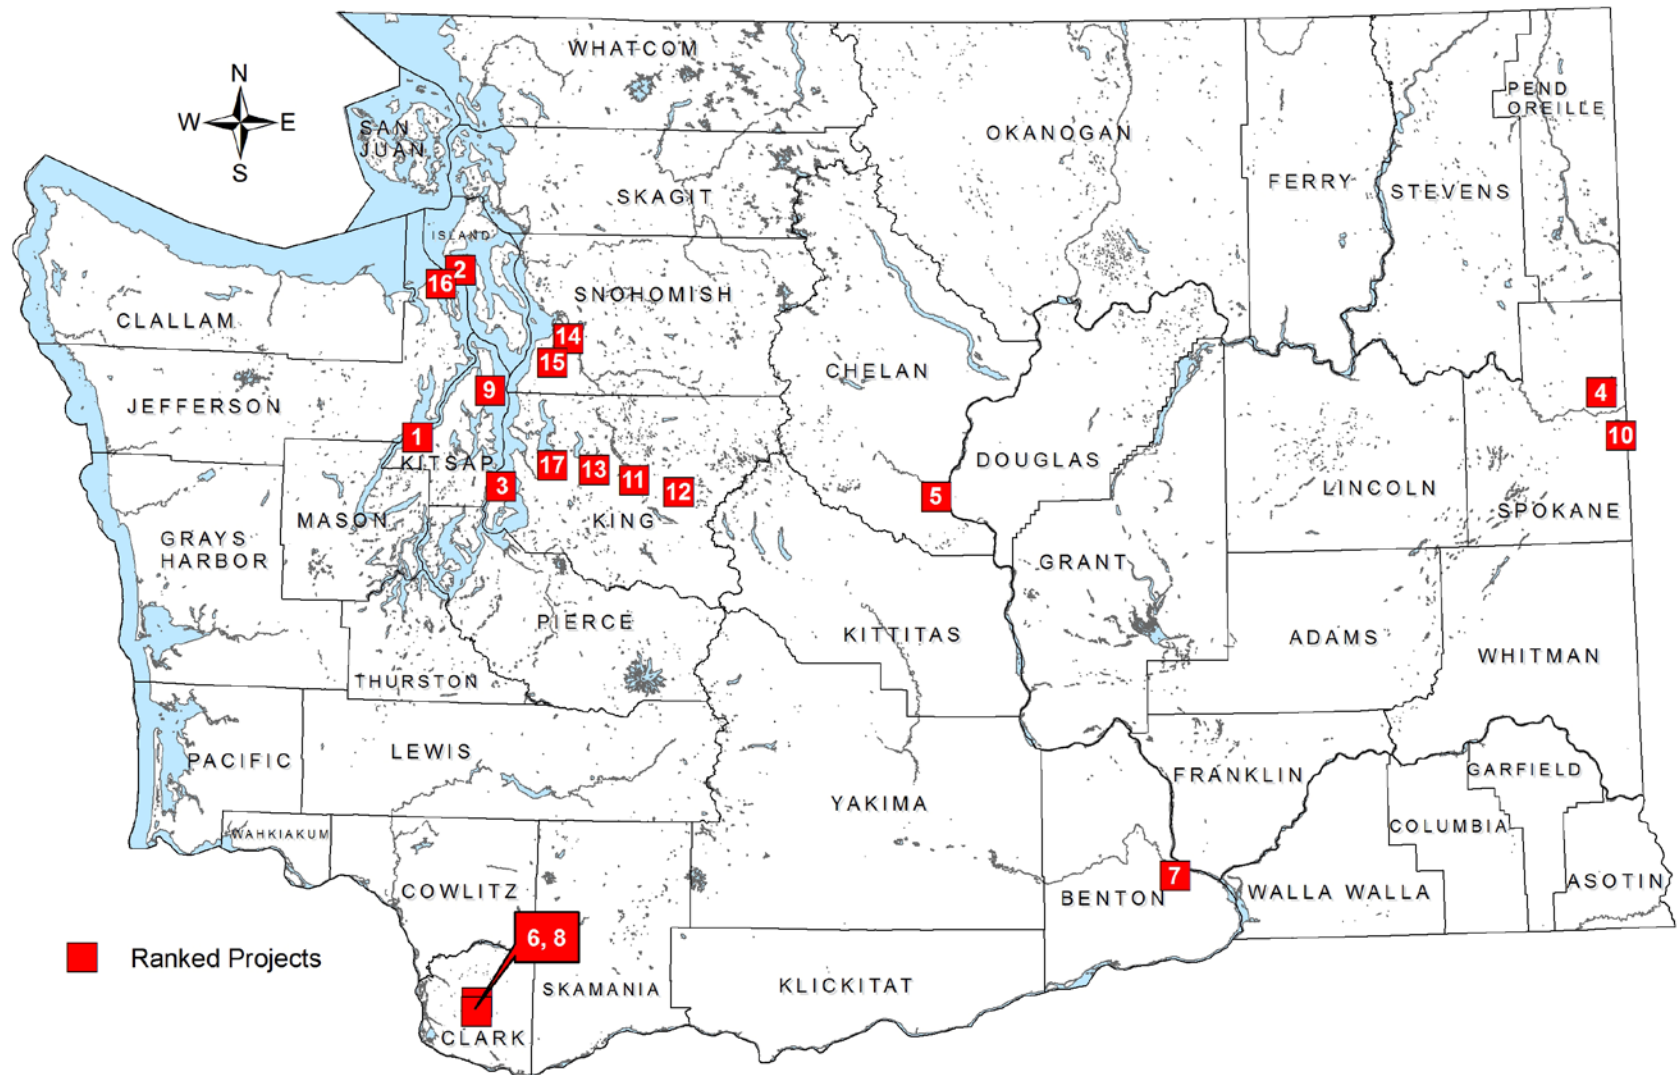 WHATCOM
N
W E
S
SAN
JUAN
PEND
OREILLE
OKANOGAN
FERRY
STEVENS
SKAGIT
ISLAND
2
16
SNOHOMISH
CLALLAM
14
15
CHELAN
9
4
JEFFERSON
1
10
KITSAP
17
13
11
12
3
DOUGLAS
5
LINCOLN
SPOKANE
MASON
KING
GRAYS
HARBOR
GRANT
PIERCE
KITTITAS
ADAMS
WHITMAN
THURSTON
LEWIS
PACIFIC
FRANKLIN
GARFIELD
YAKIMA
WAHKIAKUM
COLUMBIA
COWLITZ
7
BENTON
WALLA WALLA
ASOTIN
6, 8
Ranked Projects
SKAMANIA
KLICKITAT
CLARK